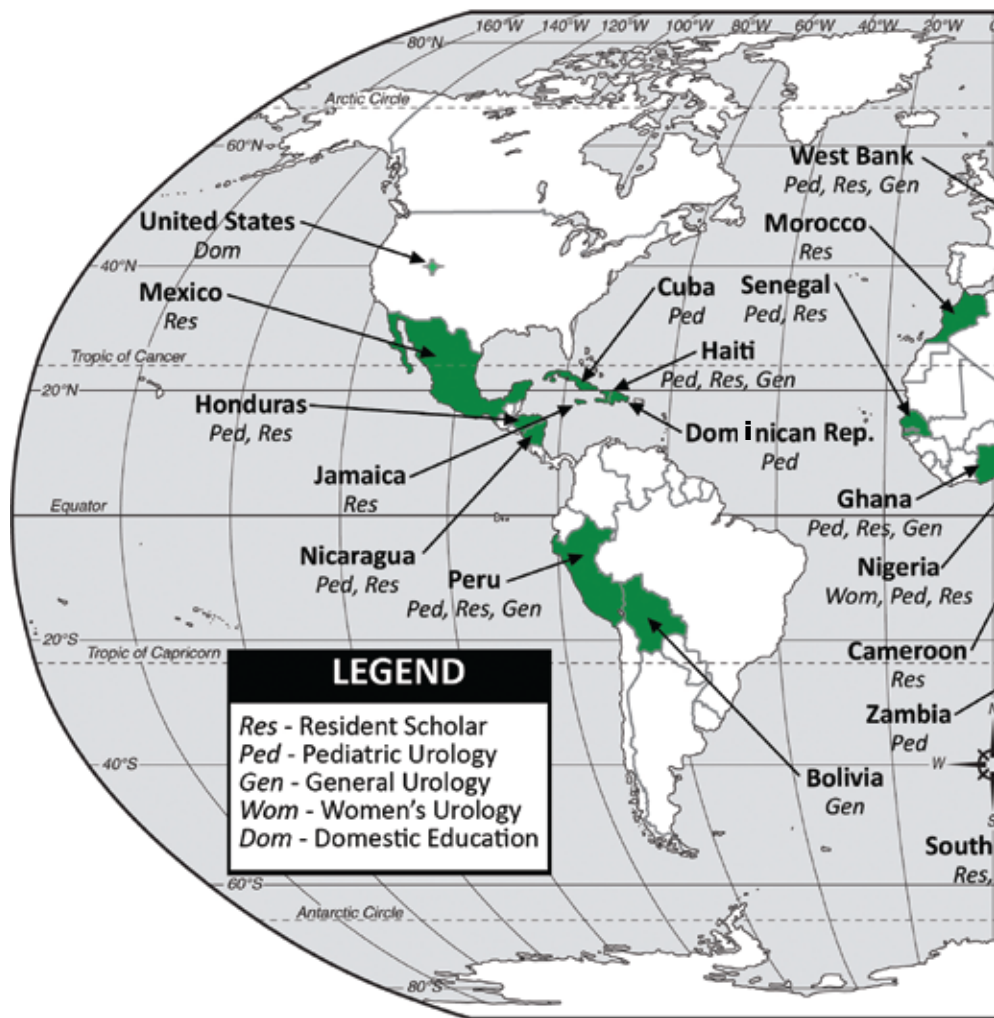 160°W
140°W
120°W
100°W
80°W
60°W
40°W
20°W
80°N
Arctic Circle
60°N
West Bank
Ped, Res, Gen
United States
Dom
Morocco
Res
40°N
Mexico
Res
Cuba
Ped
Senegal
Ped, Res
Tropic of Cancer
Haiti
Ped, Res, Gen
20°N
Honduras
Ped, Res
Dominican Rep.
Ped
Jamaica
Res
Ghana
Ped, Res, Gen
Equator
Nicaragua
Ped, Res
Peru
Ped, Res, Gen
Nigeria
Wom, Ped, Res
20°S
Tropic of Capricorn
Cameroon
Res
LEGEND
Res - Resident Scholar
Ped - Pediatric Urology
Gen - General Urology
Wom - Women's Urology
Dom - Domestic Education
Zambia
Ped
40°S
W
Bolivia
Gen
South
Res,
60°S
Antarctic Circle
80°S